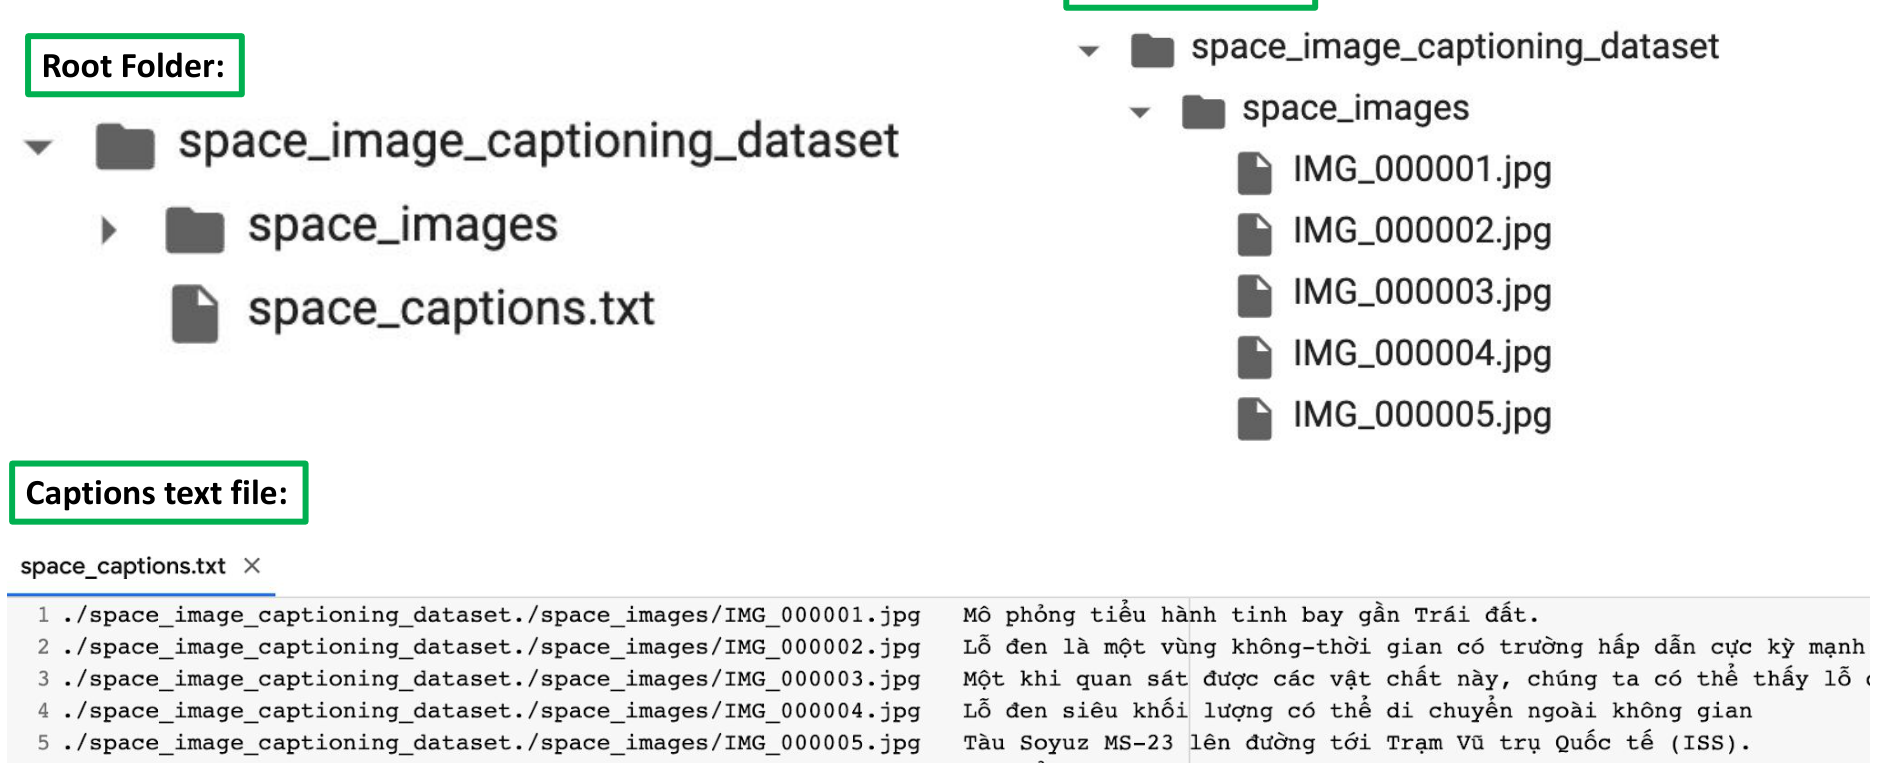 Root Folder:
space_image_captioning_dataset
space_images
space_captions.txt
space_image_captioning_dataset
space_images
IMG_000001.jpg
IMG_000002.jpg
IMG_000003.jpg
IMG_000004.jpg
IMG_000005.jpg
Captions text file:
space_captions.txt ×
1 ./space_image_captioning_dataset./space_images/IMG_000001.jpg Mô phỏng tiểu hành tinh bay gần Trái đất.
2 ./space_image_captioning_dataset./space_images/IMG_000002.jpg Lỗ đen là một vùng không-thời gian có trường hấp dẫn cực kỳ mạnh
3 ./space_image_captioning_dataset./space_images/IMG_000003.jpg Một khi quan sát được các vật chất này, chúng ta có thể thấy lỗ
4 ./space_image_captioning_dataset./space_images/IMG_000004.jpg Lỗ đen siêu khối lượng có thể di chuyển ngoài không gian
5 ./space_image_captioning_dataset./space_images/IMG_000005.jpg Tàu Soyuz MS-23 lên đường tới Trạm Vũ trụ Quốc tế (ISS).